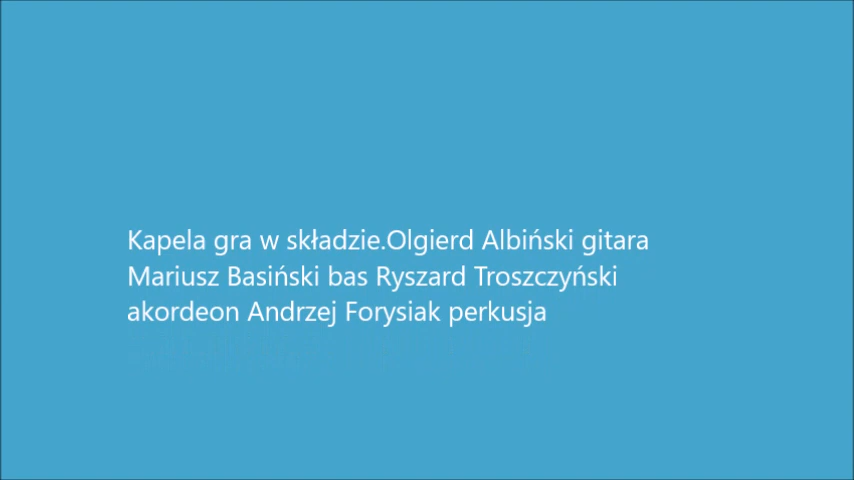 Kapela gra w składzie.Olgierd Albiński gitara
Mariusz Basiński bas Ryszard Troszczyński
akordeon Andrzej Forysiak perkusja